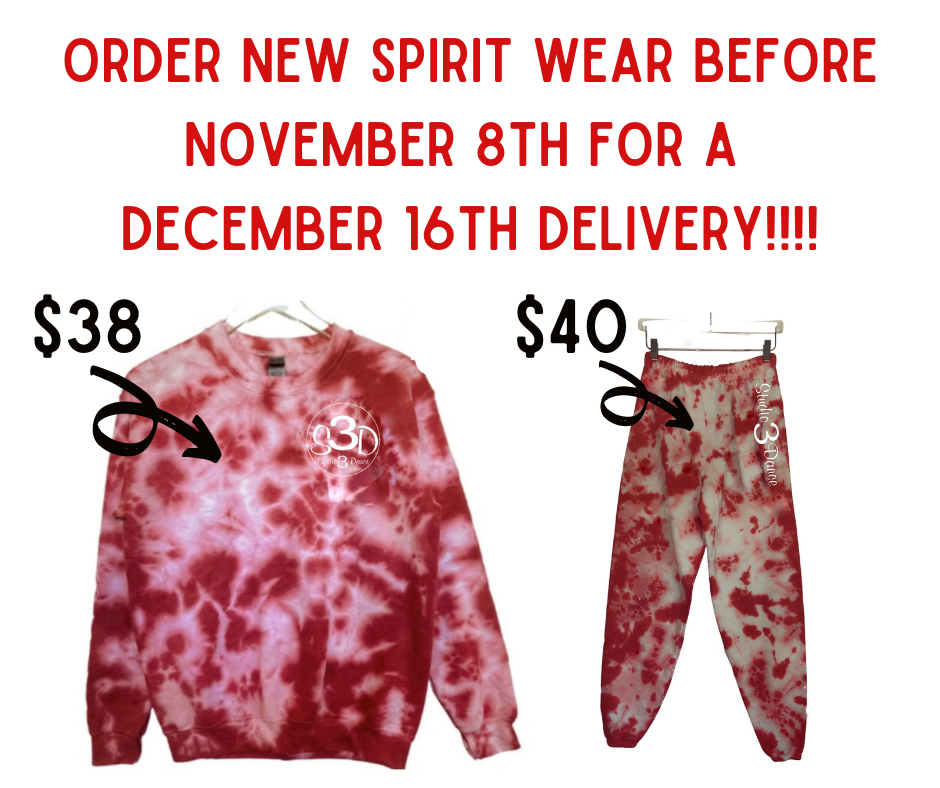 ORDER NEW SPIRIT WEAR BEFORE
NOVEMBER 8TH FOR A
DECEMBER 16TH DELIVERY!!!!
$38
$40
S3D
Studio 3 Dance
Studio 3 Dance